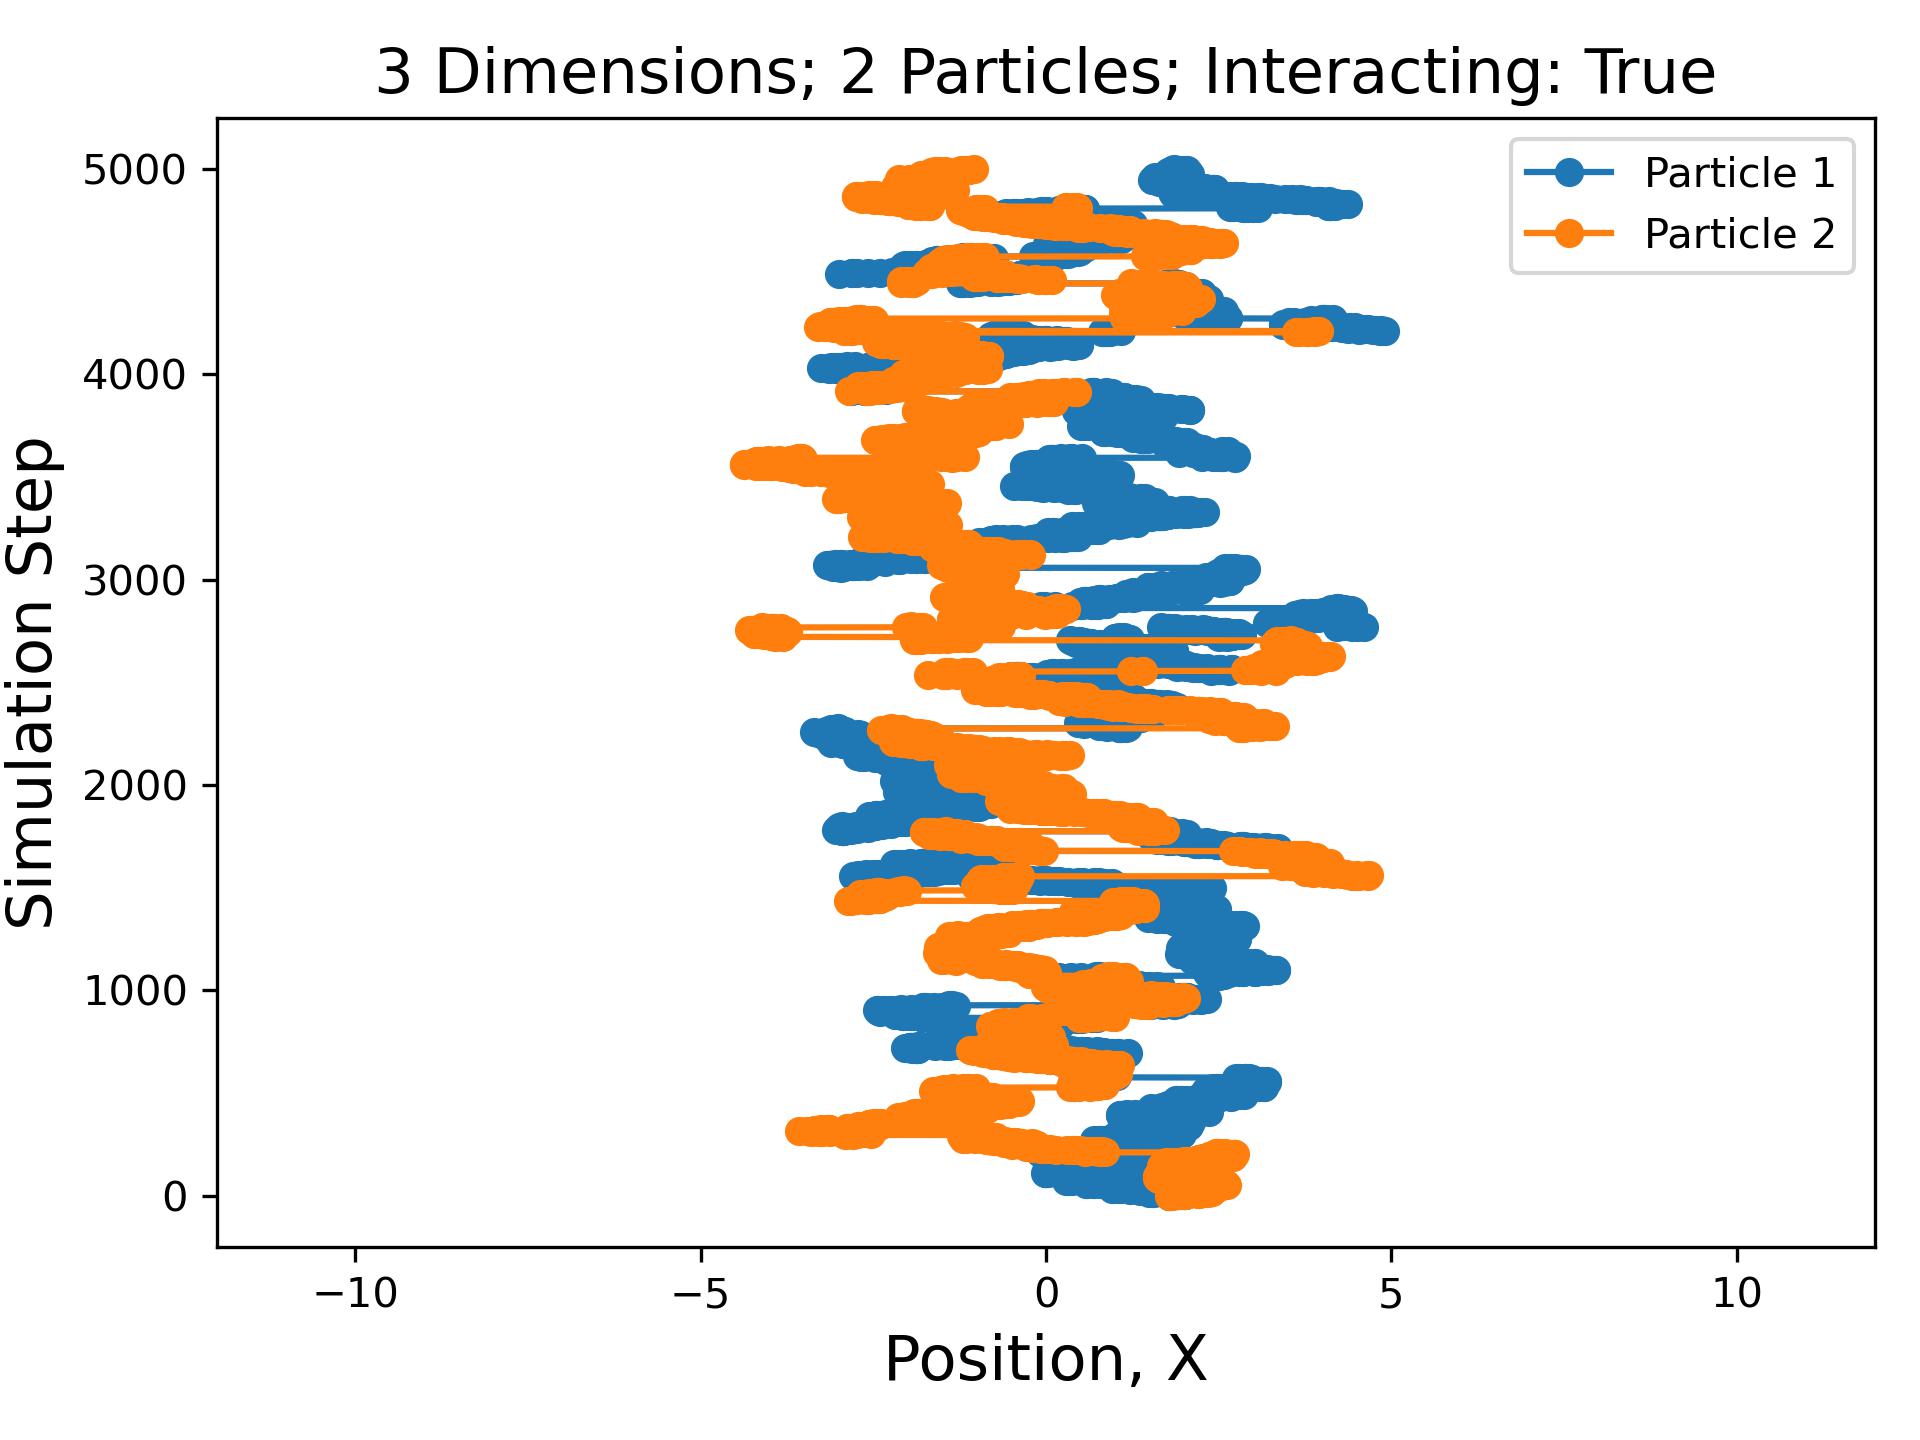 3 Dimensions; 2 Particles; Interacting: True
Particle 1
Particle 2
Simulation Step
5000
4000
3000
2000
1000
0
−10
−5
0
5
10
Position, X